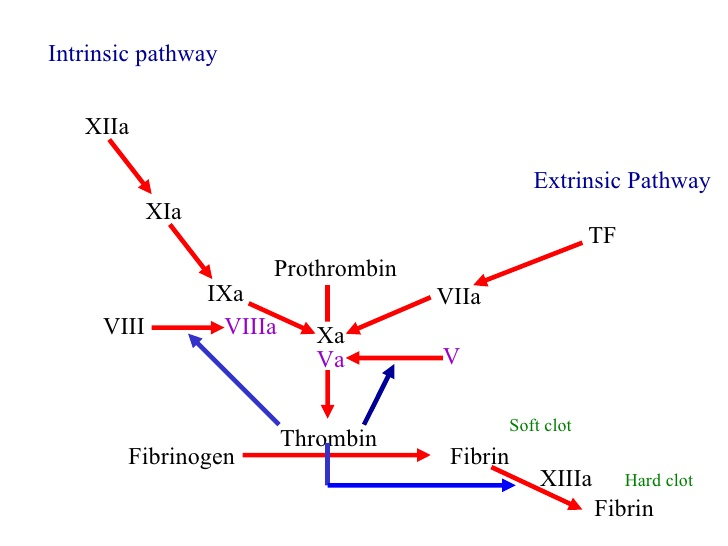 Intrinsic pathway
XIIa
Extrinsic Pathway
XIa
TF
Prothrombin
IXa
VIIa
VIII
VIIIa
Xa
Va
V
Soft clot
Thrombin
Fibrinogen
Fibrin
XIIIa
Hard clot
Fibrin